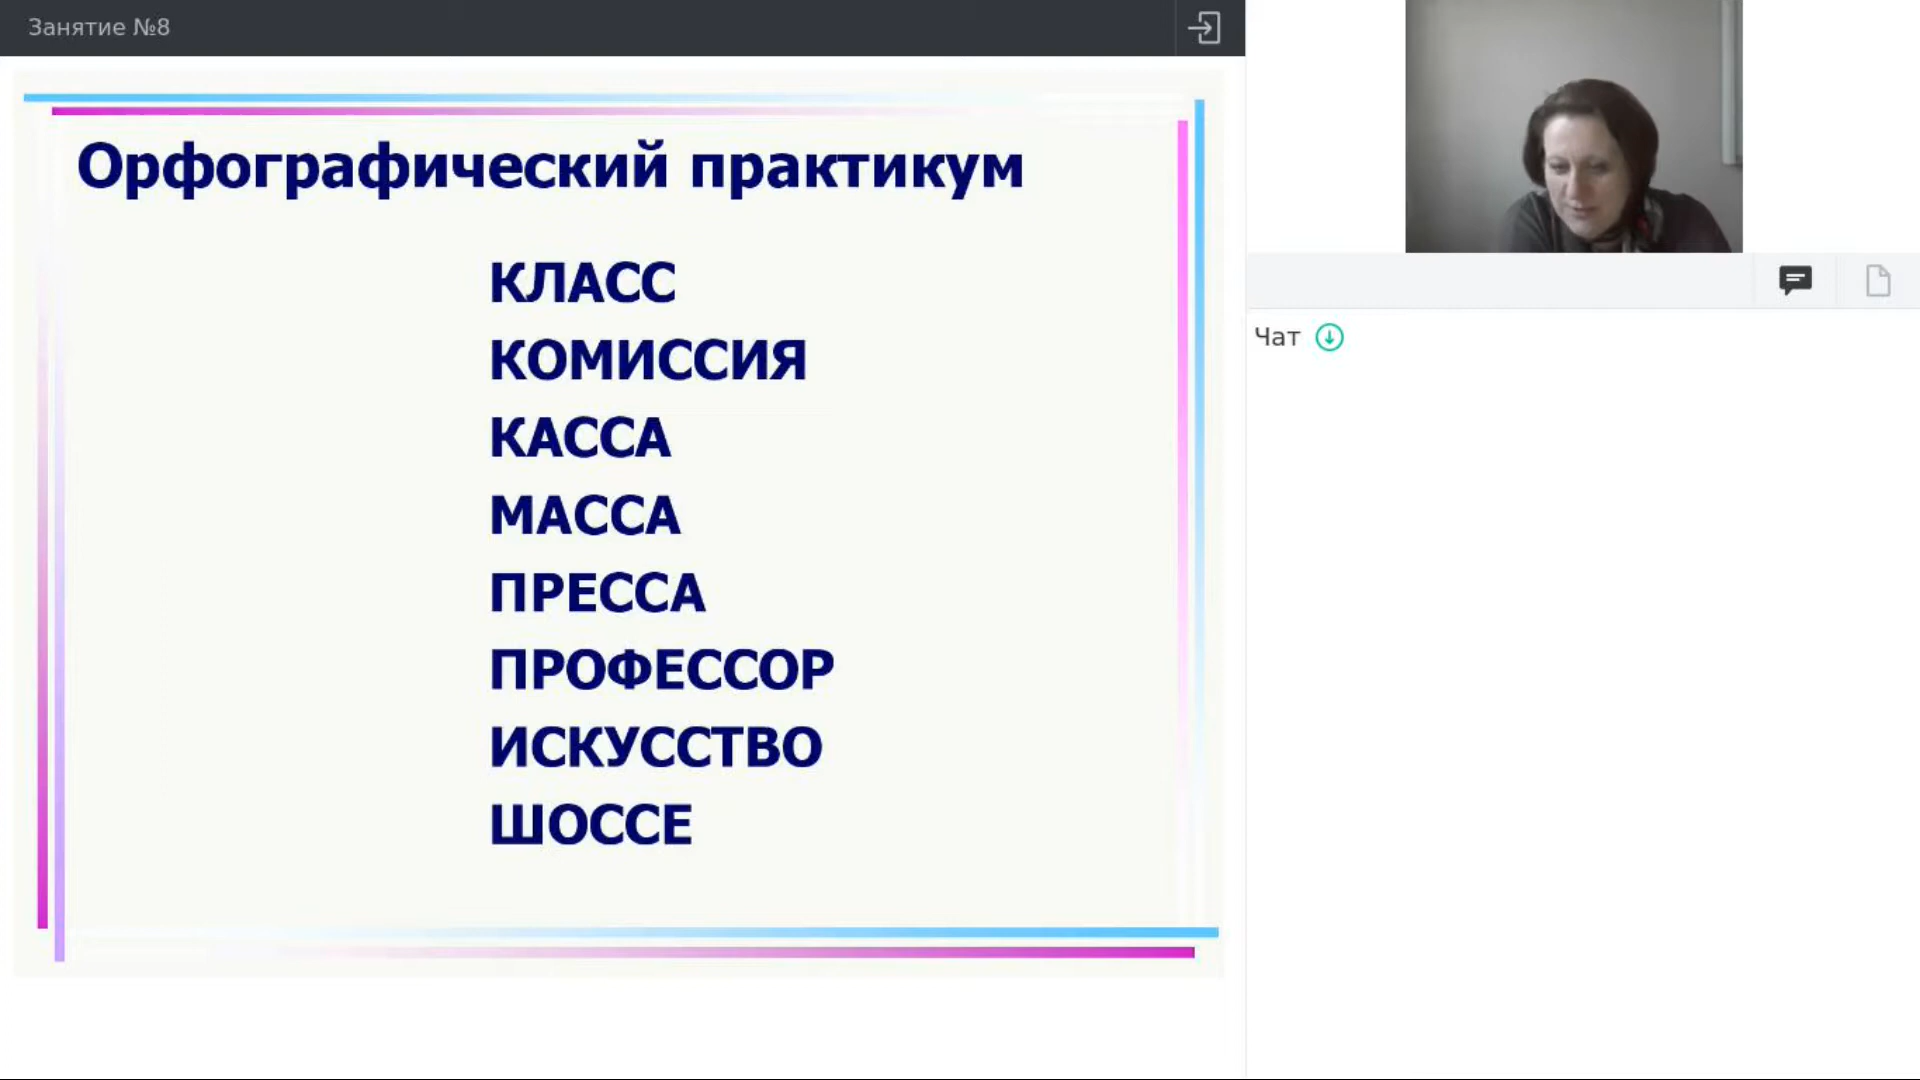 Занятие №8
Орфографический практикум
КЛАСС
КОМИССИЯ
КАССА
МАССА
ПРЕССА
ПРОФЕССОР
ИСКУССТВО
ШОССЕ
Чат